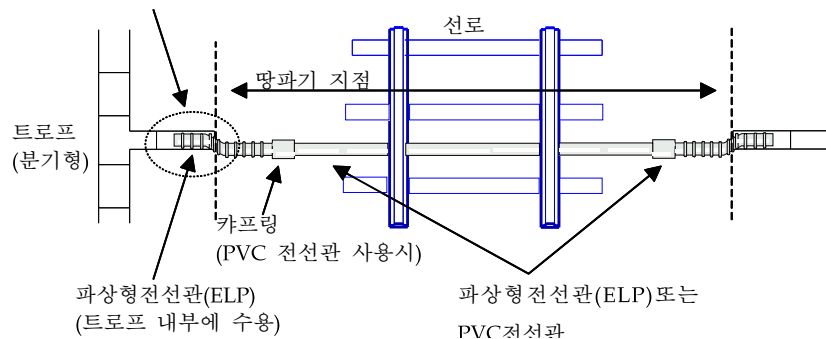 선로
땅파기 지점
트로프
(분기형)
캬프링
(PVC 전선관 사용시)
파상형전선관(ELP)
(트로프 내부에 수용)
파상형전선관(ELP)또는
PVC전선관